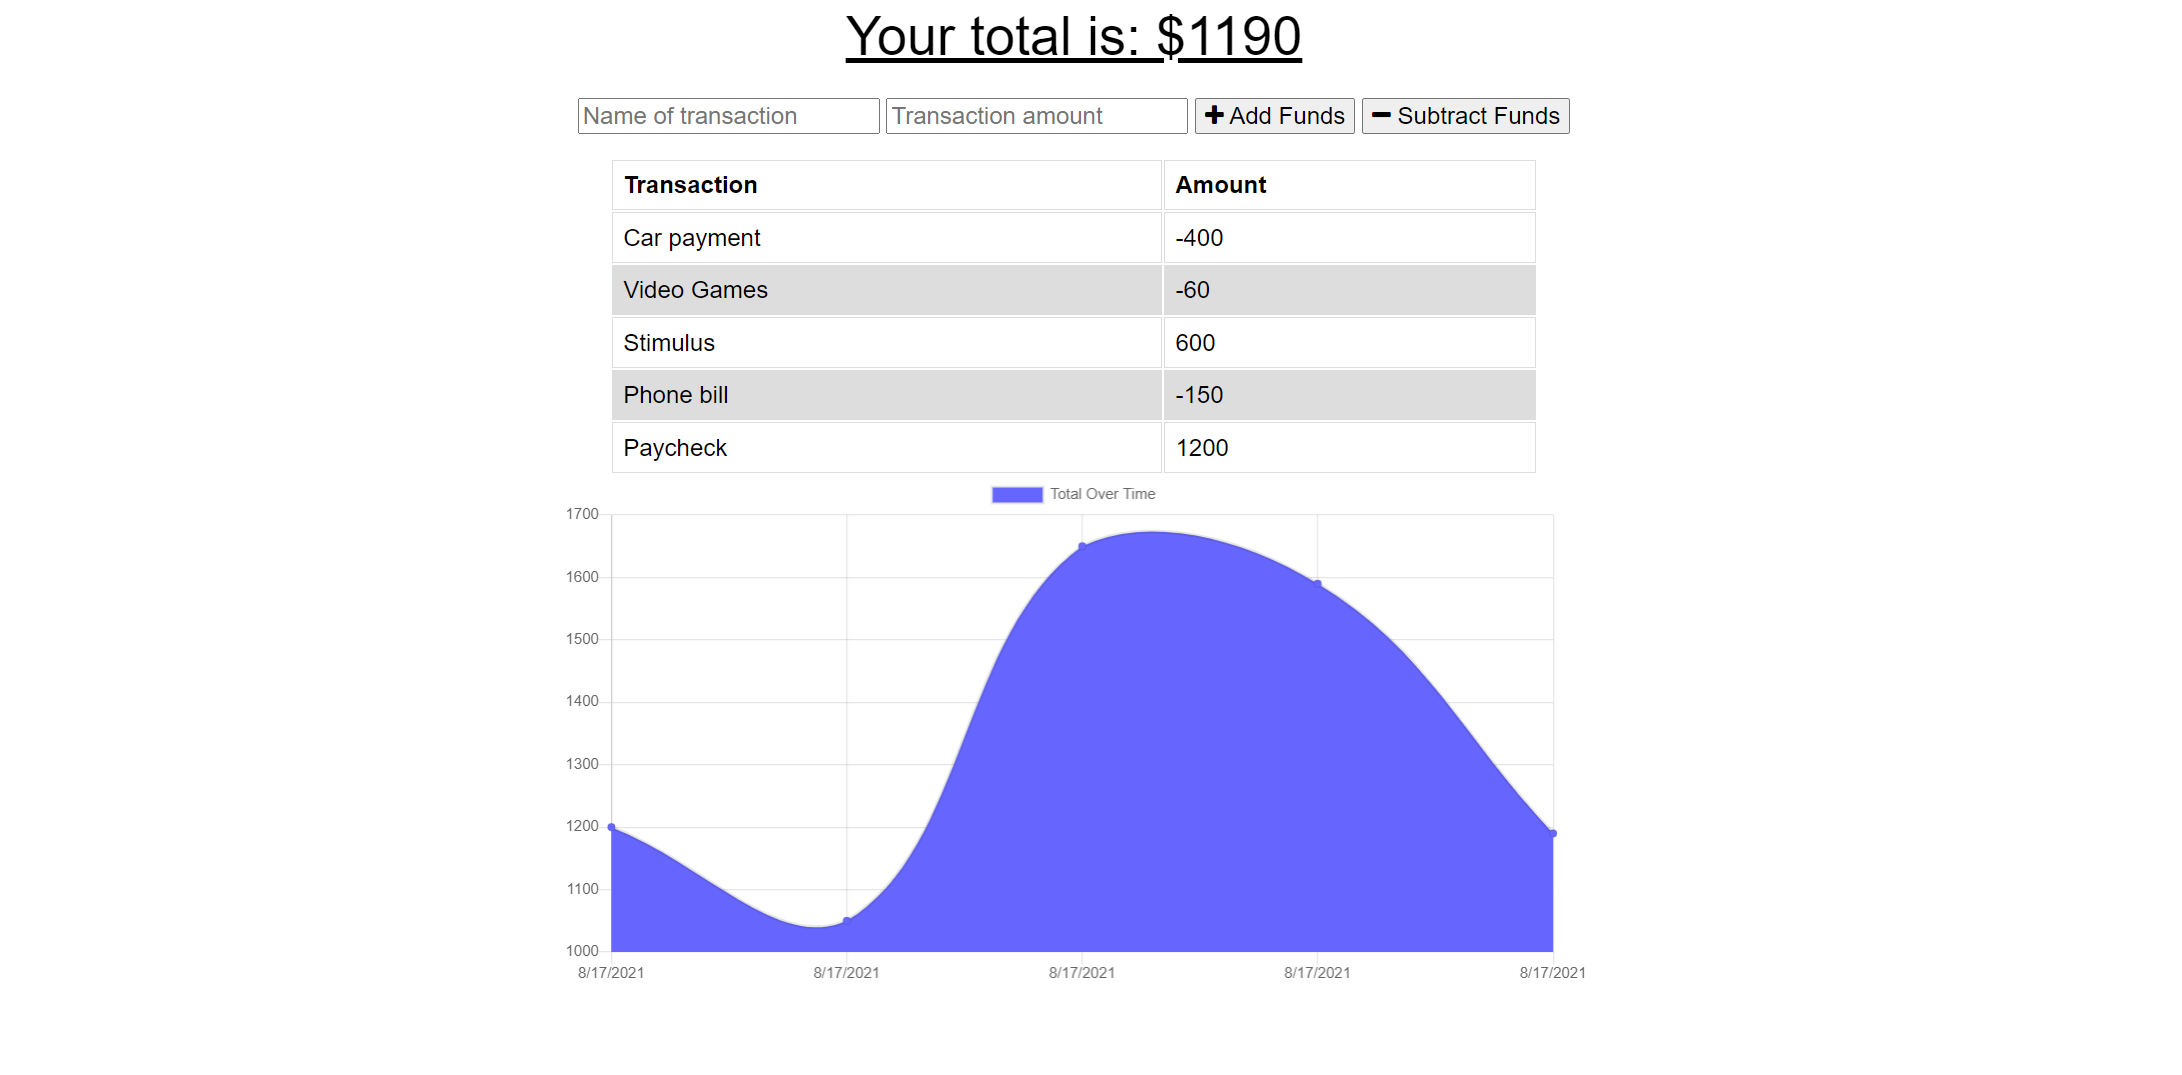 Your total is: $1190
Name of transaction Transaction amount Add Funds Subtract Funds
Transaction Amount
Car payment -400
Video Games -60
Stimulus 600
Phone bill -150
Paycheck 1200
Total Over Time
1700
1600
1500
1400
1300
1200
1100
1000
8/17/2021 8/17/2021 8/17/2021 8/17/2021 8/17/2021